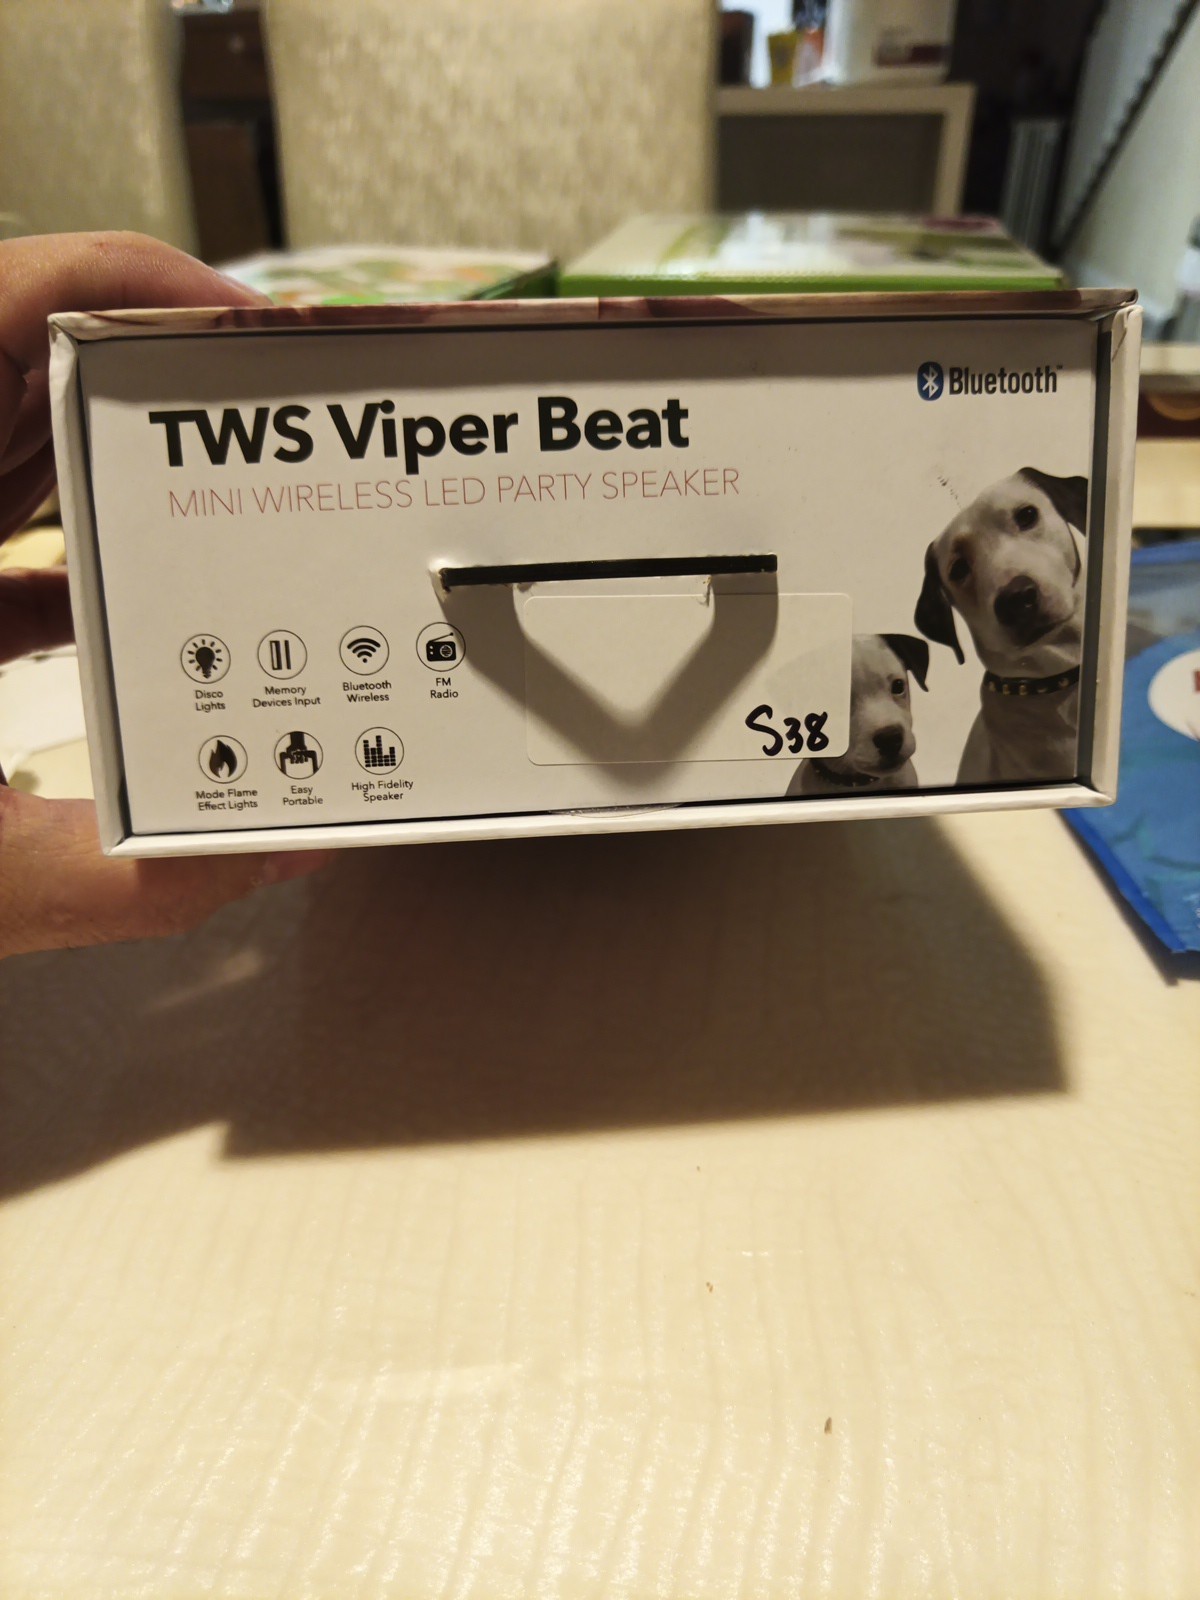 Bluetooth™
TWS Viper Beat
MINI WIRELESS LED PARTY SPEAKER
Disco
Lights
Memory
Devices Input
Bluetooth
Wireless
FM
Radio
Mode Flame
Effect Lights
Easy
Portable
High Fidelity
Speaker
S38